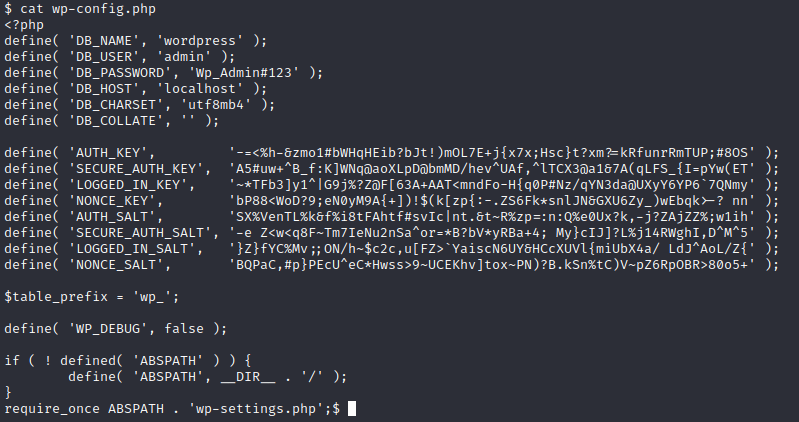 $ cat wp-config.php
<?php
define( 'DB_NAME', 'wordpress' );
define( 'DB_USER', 'admin' );
define( 'DB_PASSWORD', 'Wp_Admin#123' );
define( 'DB_HOST', 'localhost' );
define( 'DB_CHARSET', 'utf8mb4' );
define( 'DB_COLLATE', '' );

define( 'AUTH_KEY',         '-=<%h-&zmo1#bWHqHEib?bJt!)mOL7E+j{x7x;Hsc}t?xm?=kRfunrRmTUP;#8OS' );
define( 'SECURE_AUTH_KEY',  'A5#uw+^B_f:K]WNq@aoXLpD@bmMD/hev^UAf,^lTCX3@a1&7A(qLFS_{I=pYw(ET' );
define( 'LOGGED_IN_KEY',    '~*TFb3]y1^|G9j%?Z@F[63A+AAT<mndFo-H{q0P#Nz/qYN3da@UXyY6YP6`7QNmy' );
define( 'NONCE_KEY',        'bP88<WoD?9;eN0yM9A{+])!$(k[zp{:-.ZS6Fk*snlJN&GXU6Zy_)wEbqk>-? nn' );
define( 'AUTH_SALT',        'SX%VenTL%k&f%i8tFAhtf#svIc|nt.&t~R%zp=:n:Q%e0Ux?k,-j?ZAjZZ%;w1ih' );
define( 'SECURE_AUTH_SALT', '-e Z<w<q8F~Tm7IeNu2nSa^or=*B?bV*yRBa+4; My}cIJ]?L%j14RWghI,D^M^5' );
define( 'LOGGED_IN_SALT',   '}Z}fYC%Mv;;ON/h~$c2c,u[FZ>`YaiscN6UY&HCcXUVl{miUbX4a/ LdJ^AoL/Z{' );
define( 'NONCE_SALT',       'BQPaC,#p}PEcU^eC*Hwss>9~UCEKhv]tox~PN)?B.kSn%tC)V~pZ6RpOBR>80o5+' );

$table_prefix = 'wp_';

define( 'WP_DEBUG', false );

if ( ! defined( 'ABSPATH' ) ) {
        define( 'ABSPATH', __DIR__ . '/' );
}
require_once ABSPATH . 'wp-settings.php';$